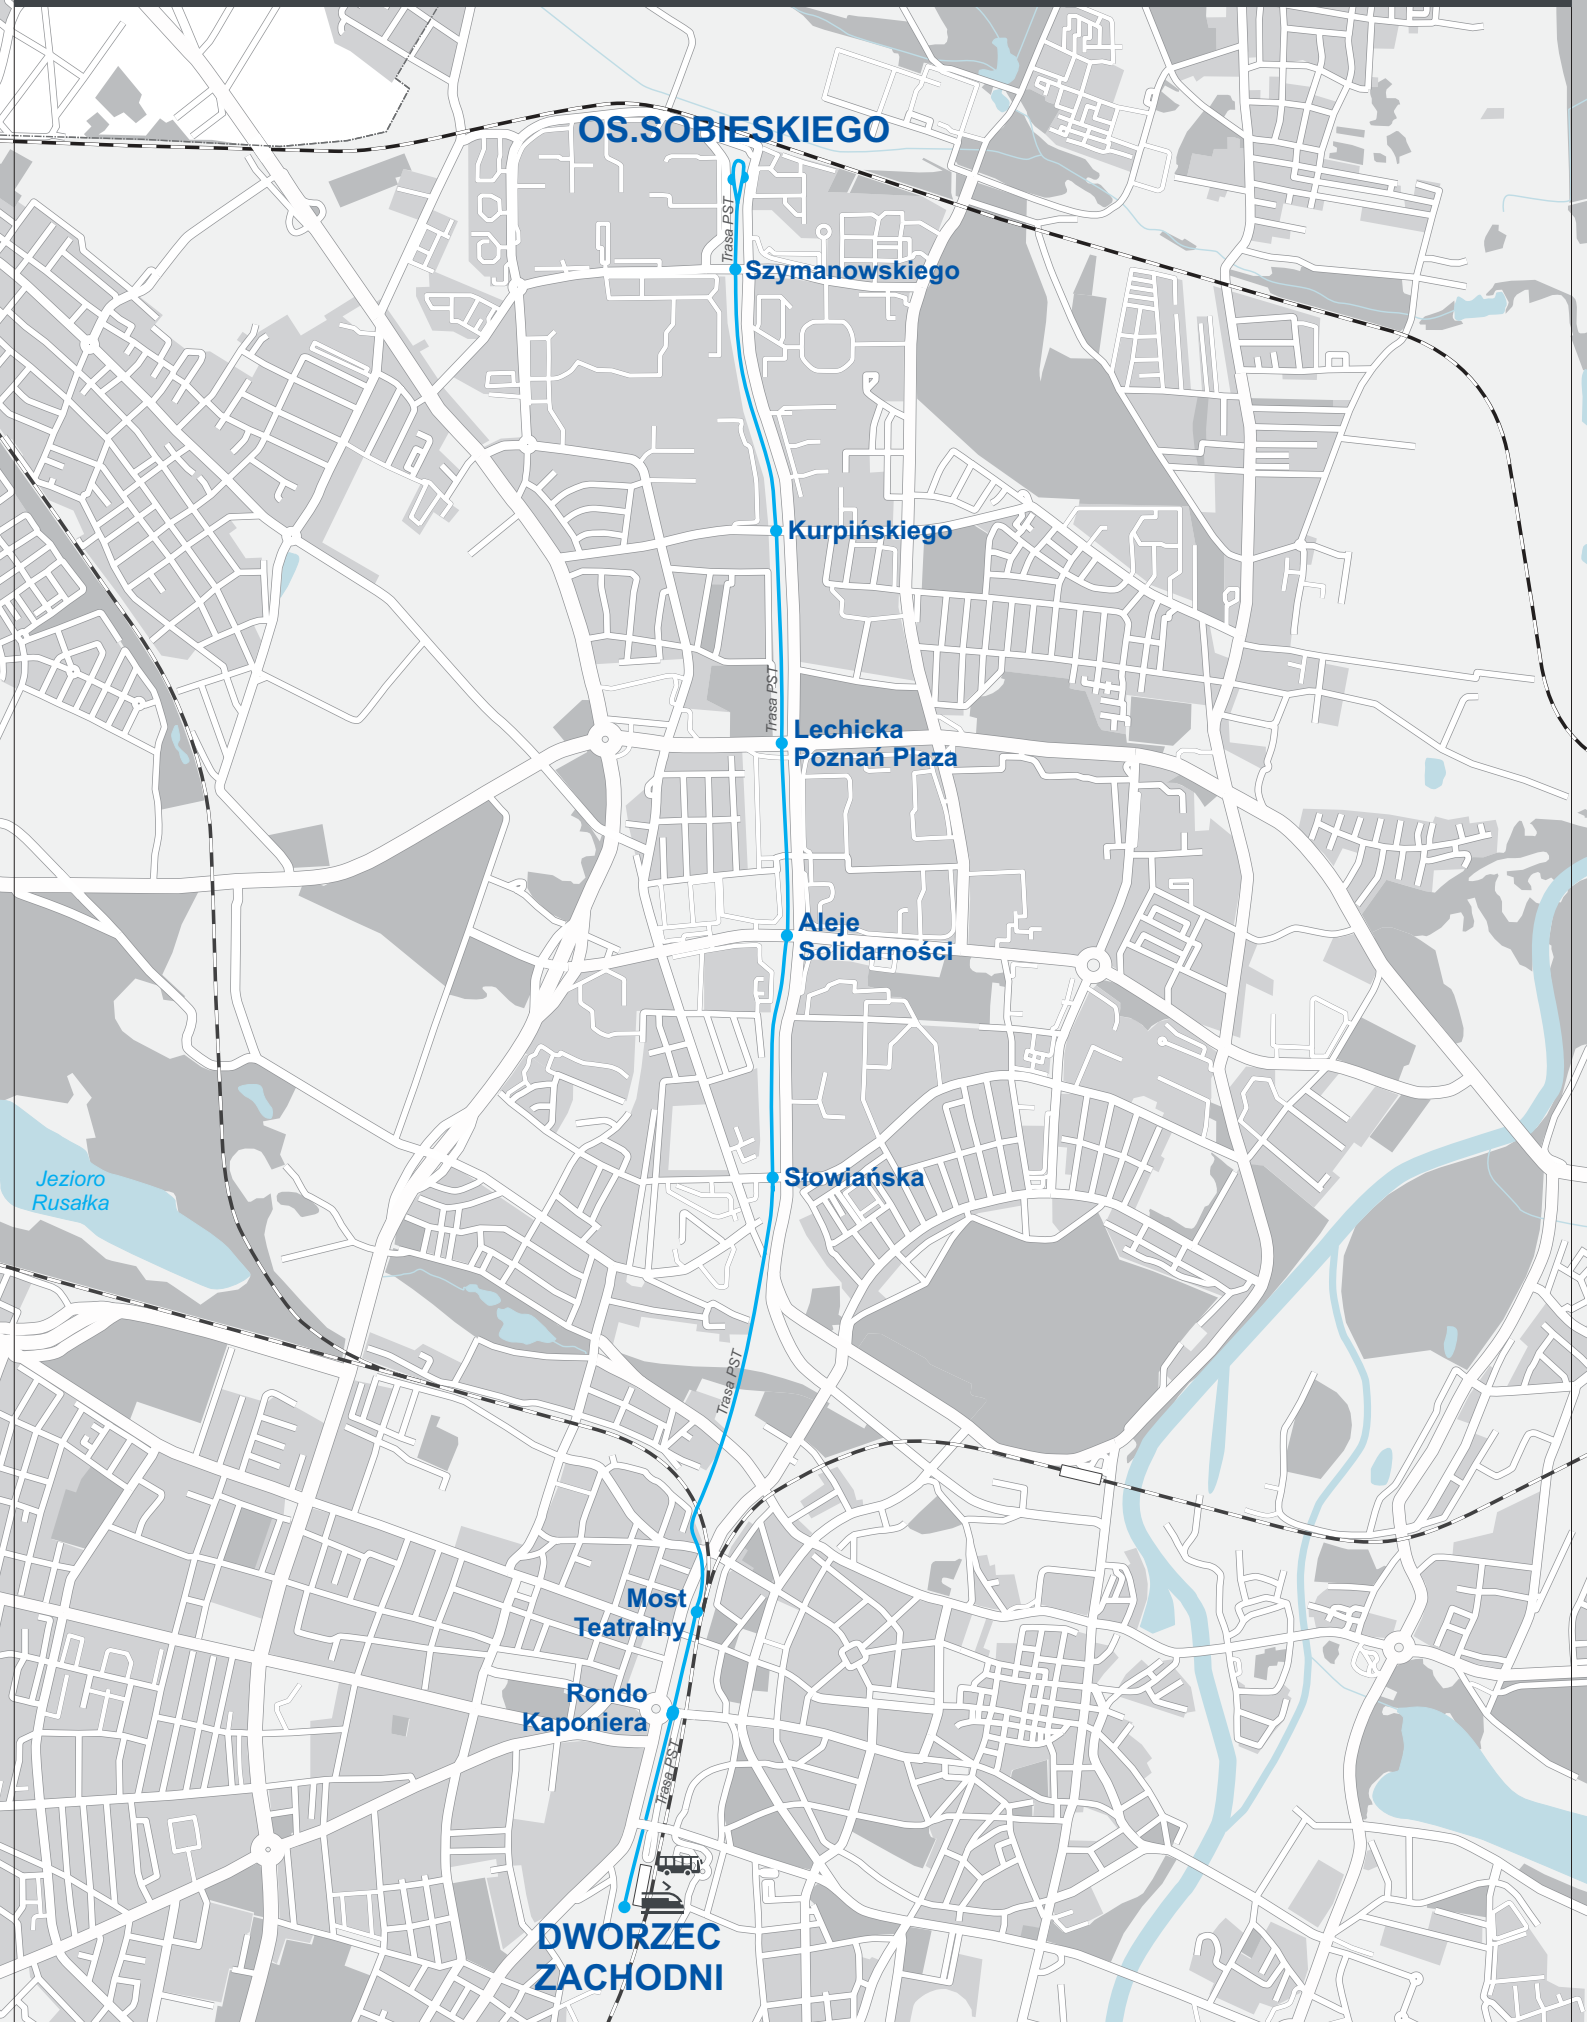 OS.SOBIESKIEGO
Trasa PST
Szymanowskiego
Kurpińskiego
Trasa PST
Lechicka
Poznań Plaza
Aleje
Solidarności
Jezioro
Rusałka
Słowiańska
Trasa PST
Most
Teatralny
Rondo
Kaponiera
Trasa PST
DWORZEC
ZACHODNI